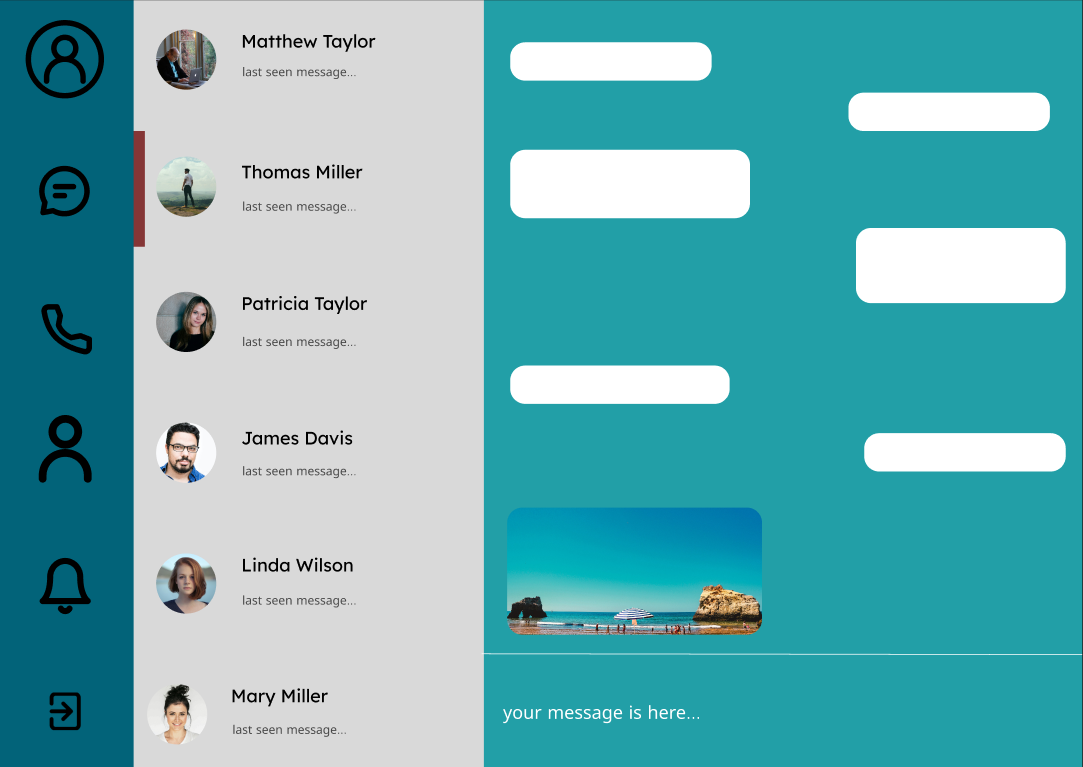 Matthew Taylor
last seen message...
Thomas Miller
last seen message...
Patricia Taylor
last seen message...
James Davis
last seen message...
Linda Wilson
last seen message...
Mary Miller
last seen message...
your message is here...